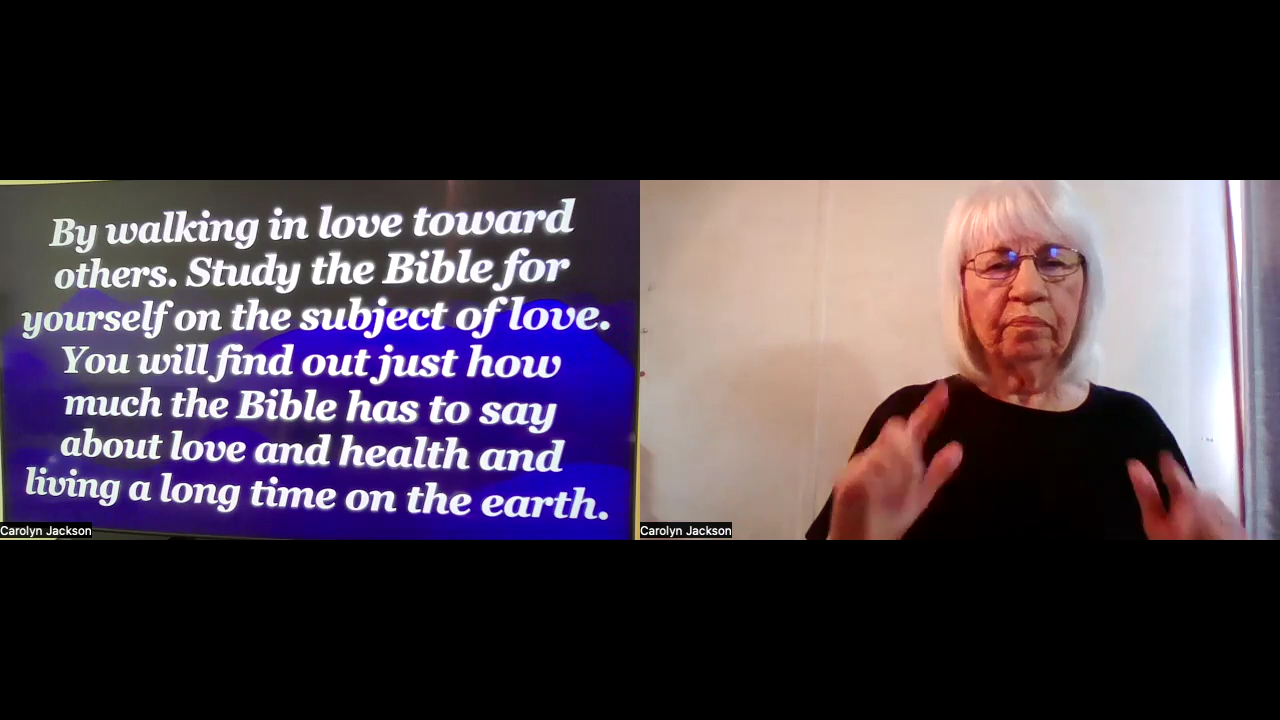 By walking in love toward
others. Study the Bible for
yourself on the subject of love.
You will find out just how
much the Bible has to say
about love and health and
living a long time on the earth.
Carolyn Jackson
Carolyn Jackson